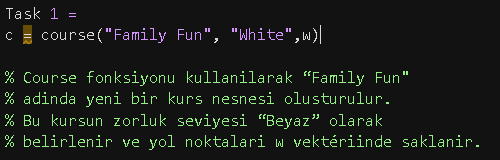 Task 1 =
c = course("Family Fun", "White",w)
% Course fonksiyonu kullanilarak “Family Fun"
% adinda yeni bir kurs nesnesi olusturulur.
% Bu kursun zorluk seviyesi “Beyaz” olarak
% belirlenir ve yol noktalari w vektériinde saklanir.